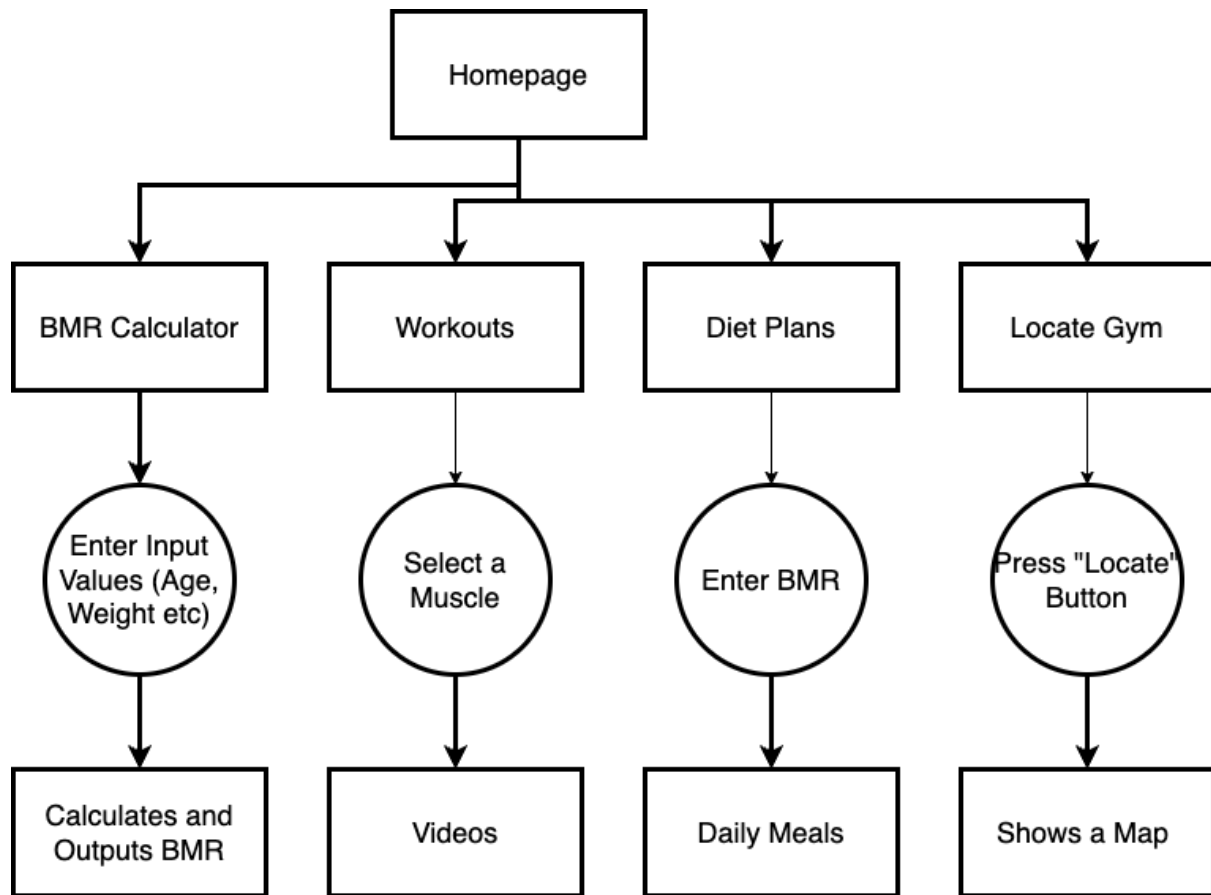 Homepage
BMR Calculator
Workouts
Diet Plans
Locate Gym
Enter Input
Values (Age,
Weight etc)
Select a
Muscle
Enter BMR
Press "Locate"
Button
Calculates and
Outputs BMR
Videos
Daily Meals
Shows a Map